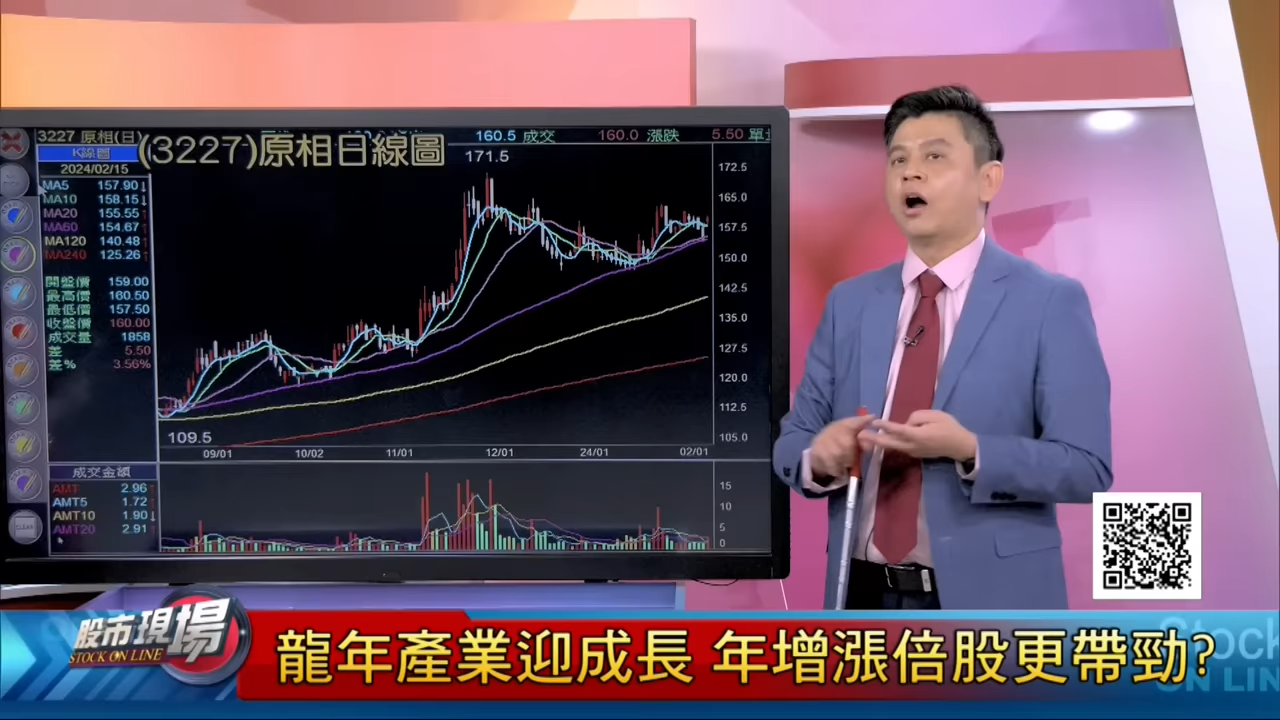 3227 原相(日)
160.5 成交 160.0 漲跌 5.50 單
(3227)原相日線圖
K線圖
2024/02/15
MA5 157.90↓
MA10 158.15↓
MA20 155.55↑
MA60 154.67↑
MA120 140.48↑
MA240 125.26↑
開盤價 159.00
最高價 160.50
最低價 157.50
收盤價 160.00
成交量 1858
差 5.50
差% 3.56%
171.5
172.5
165.0
157.5
150.0
142.5
135.0
127.5
120.0
112.5
105.0
109.5
09/01 10/02 11/01 12/01 24/01 02/01
成交金額
AMT 2.96↑
AMT5 1.72↑
AMT10 1.90↓
AMT20 2.91↑
15
10
5
0
CLEAR
股市現場
STOCK ON LINE
龍年產業迎成長 年增漲倍股更帶勁?
Stock
ON LIN